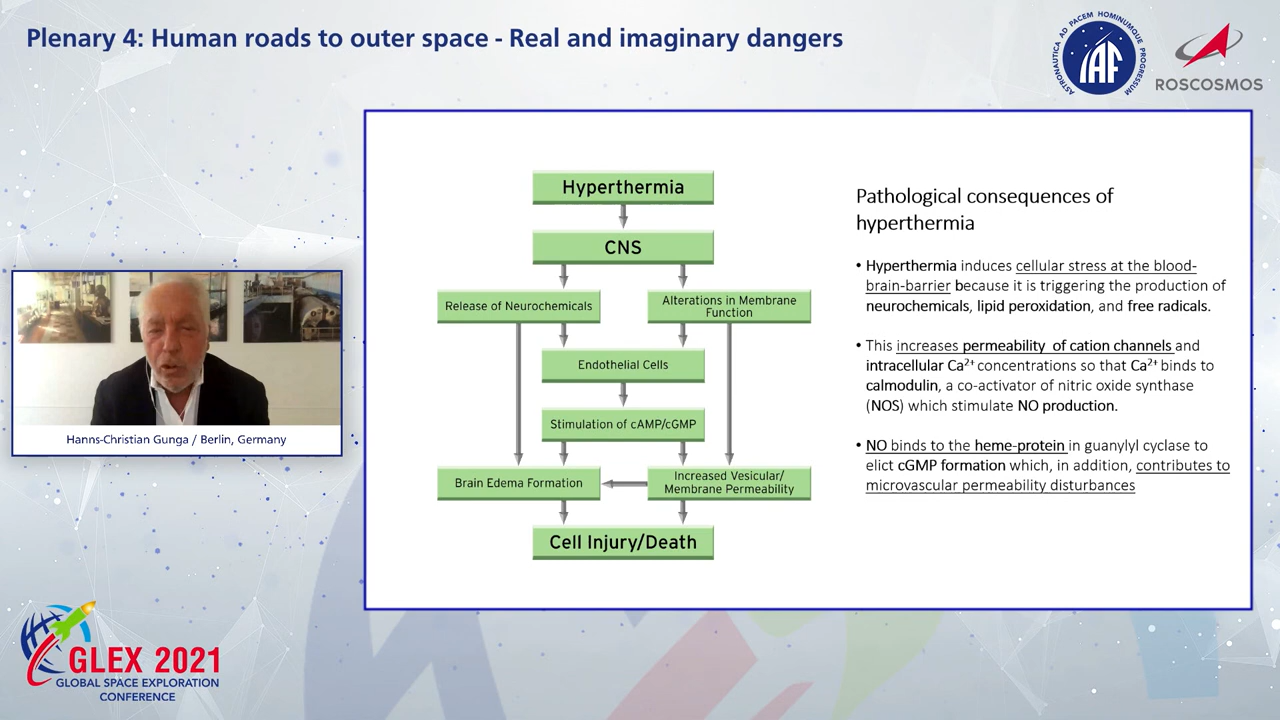 Plenary 4: Human roads to outer space - Real and imaginary dangers
ASTRONAUTICA AD PACEM HOMINUMQUE PROGRESSUM
IAF
ROSCOSMOS
Hyperthermia
CNS
Release of Neurochemicals
Alterations in Membrane
Function
Endothelial Cells
Stimulation of cAMP/cGMP
Brain Edema Formation
Increased Vesicular/
Membrane Permeability
Cell Injury/Death
Pathological consequences of
hyperthermia
• Hyperthermia induces cellular stress at the blood-
brain-barrier because it is triggering the production of
neurochemicals, lipid peroxidation, and free radicals.
• This increases permeability of cation channels and
intracellular Ca²⁺ concentrations so that Ca²⁺ binds to
calmodulin, a co-activator of nitric oxide synthase
(NOS) which stimulate NO production.
• NO binds to the heme-protein in guanylyl cyclase to
elict cGMP formation which, in addition, contributes to
microvascular permeability disturbances
Hanns-Christian Gunga / Berlin, Germany
GLEX 2021
GLOBAL SPACE EXPLORATION
CONFERENCE